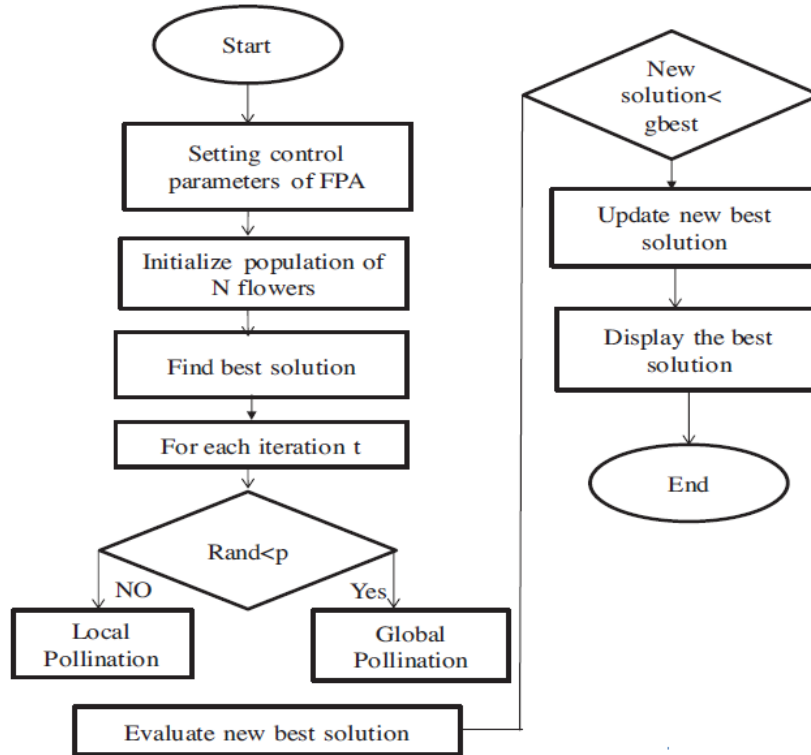 Start
Setting control
parameters of FPA
Initialize population of
N flowers
Find best solution
For each iteration t
Rand<p
NO
Yes
Local
Pollination
Global
Pollination
Evaluate new best solution
New
solution<
gbest
Update new best
solution
Display the best
solution
End